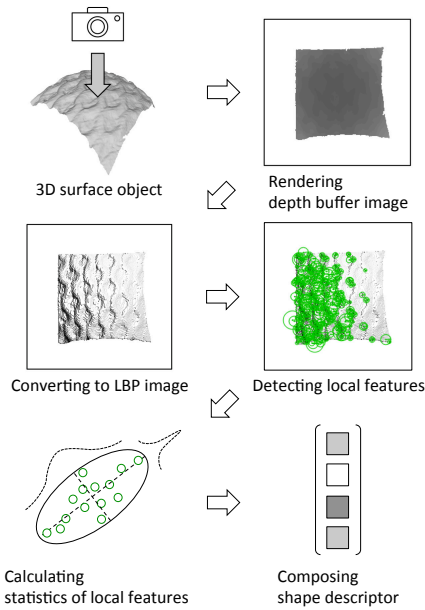 3D surface object
Rendering
depth buffer image
Converting to LBP image
Detecting local features
Calculating
statistics of local features
Composing
shape descriptor